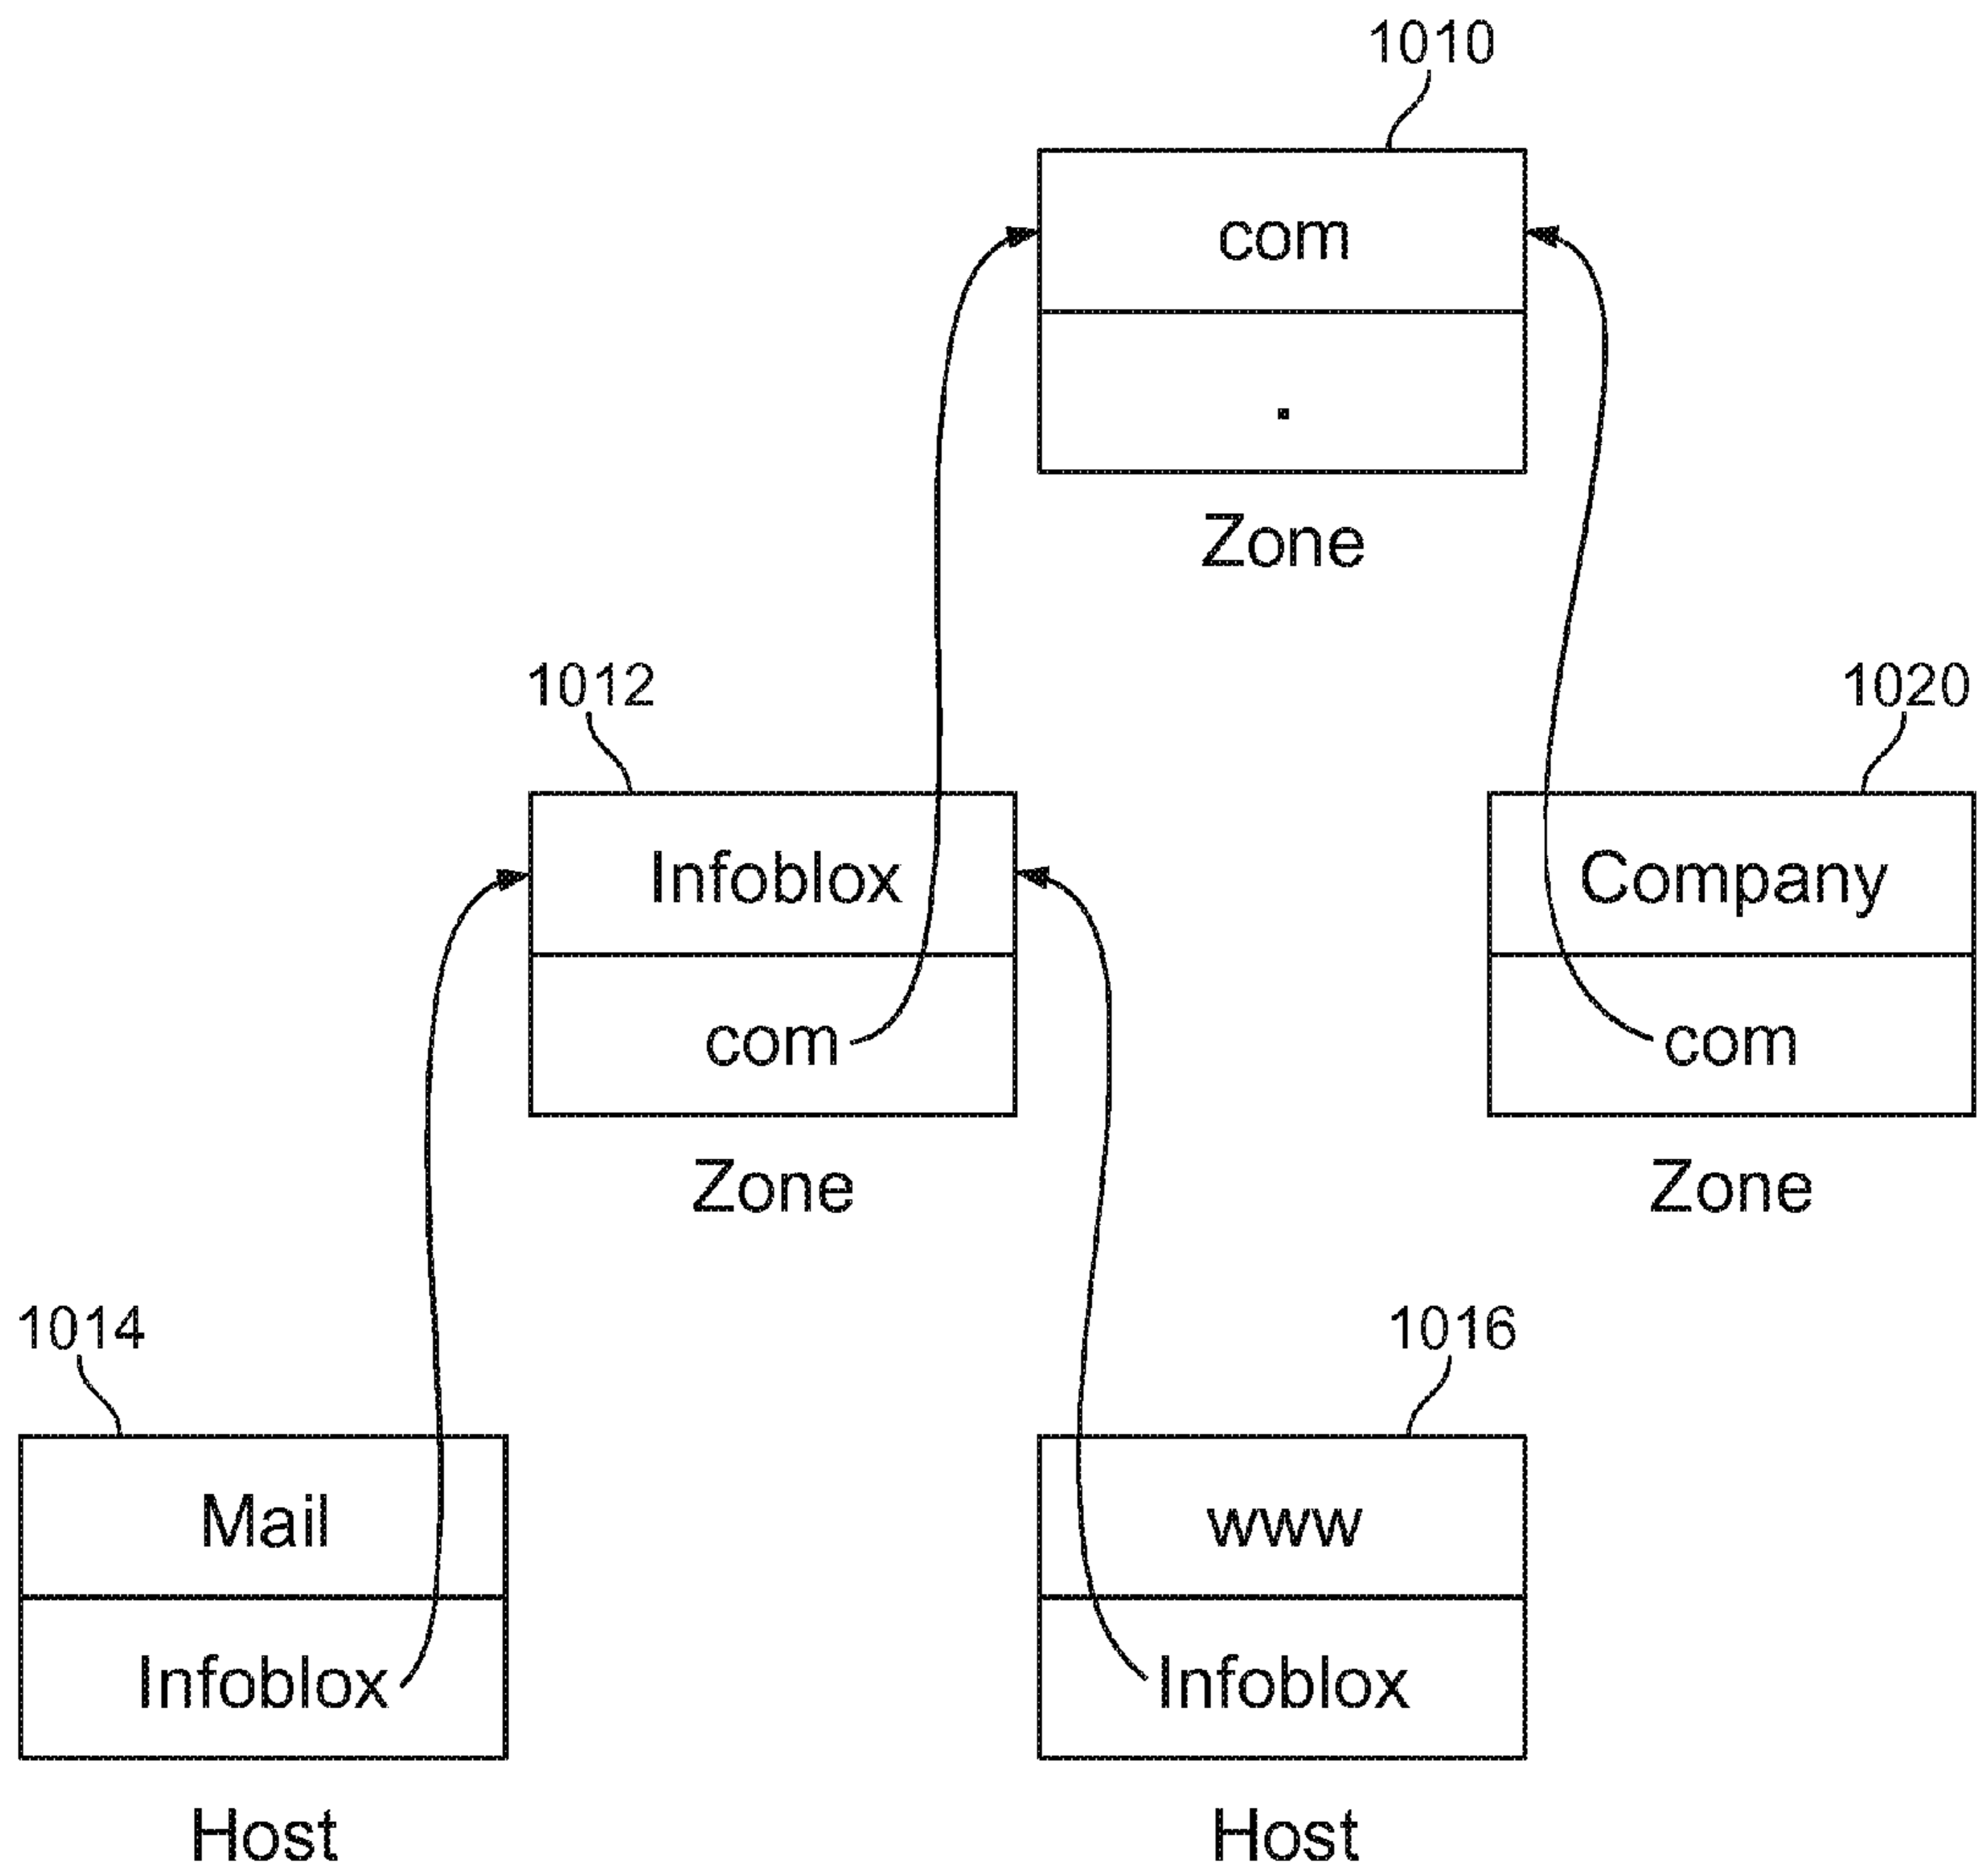 1010
com
.
Zone
1012
1020
Infoblox
Company
com
com
Zone
Zone
1014
1016
Mail
www
Infoblox
Infoblox
Host
Host